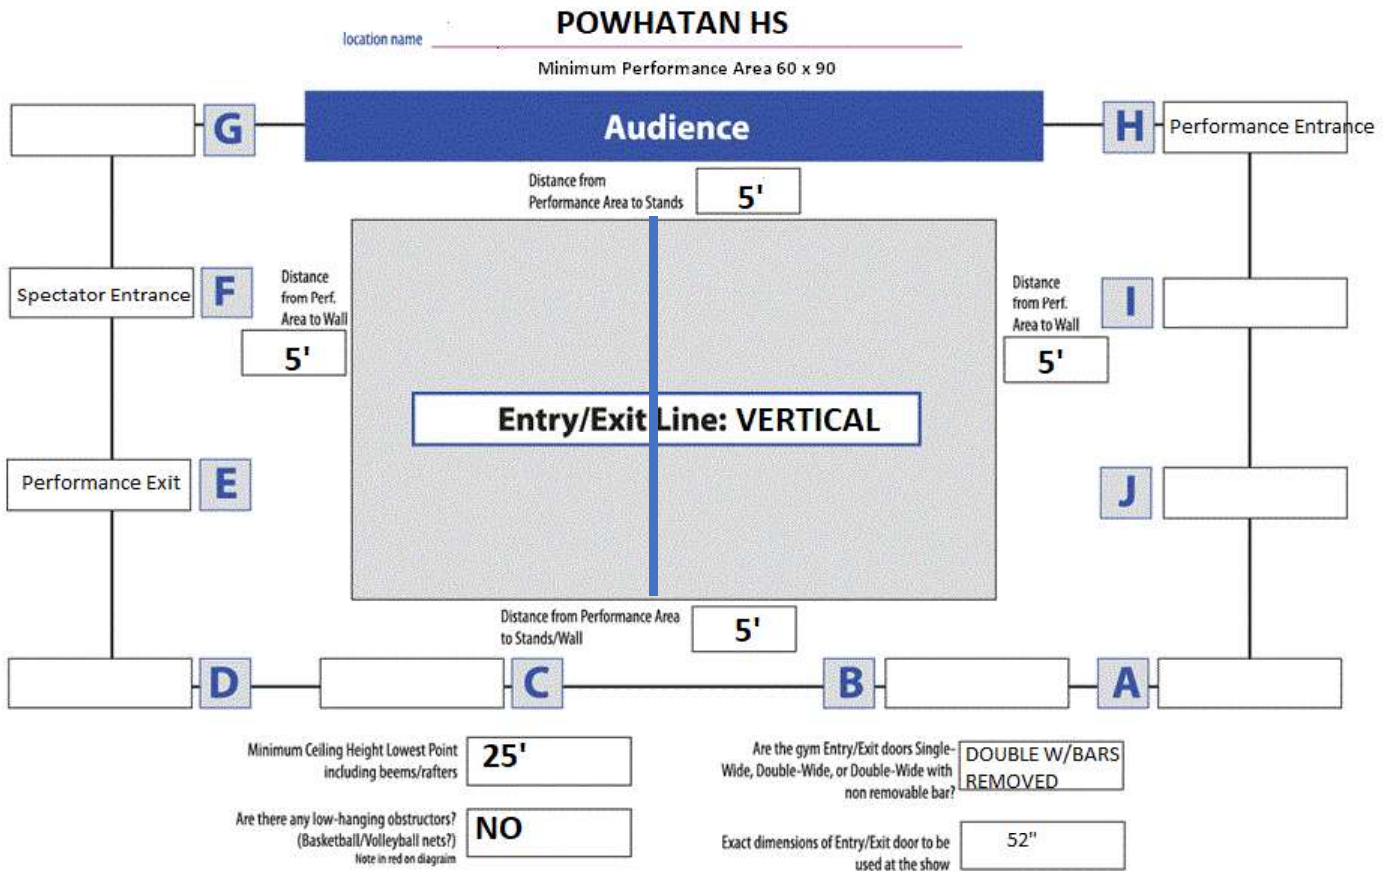 POWHATAN HS
location name
Minimum Performance Area 60 x 90
G
Audience
H
Performance Entrance
Distance from
Performance Area to Stands
5'
Spectator Entrance
F
Distance
from Perf.
Area to Wall
5'
Distance
from Perf.
Area to Wall
5'
I
Entry/Exit Line: VERTICAL
Performance Exit
E
J
Distance from Performance Area
to Stands/Wall
5'
D
C
B
A
Minimum Ceiling Height Lowest Point
including beems/rafters
25'
Are the gym Entry/Exit doors Single-
Wide, Double-Wide, or Double-Wide with
non removable bar?
DOUBLE W/BARS
REMOVED
Are there any low-hanging obstructors?
(Basketball/Volleyball nets?)
Note in red on diagraim
NO
Exact dimensions of Entry/Exit door to be
used at the show
52"